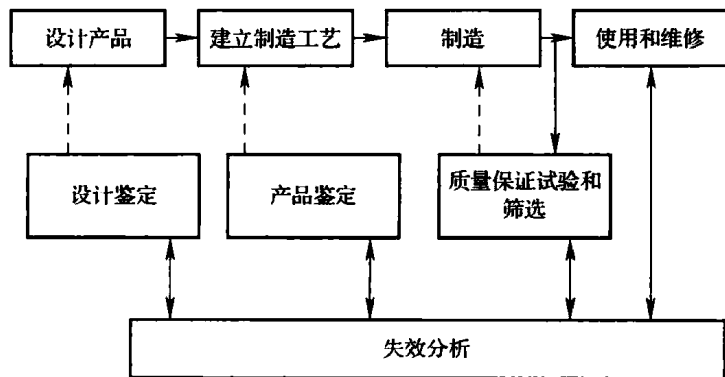 设计产品
建立制造工艺
制造
使用和维修
设计鉴定
产品鉴定
质量保证试验和
筛选
失效分析